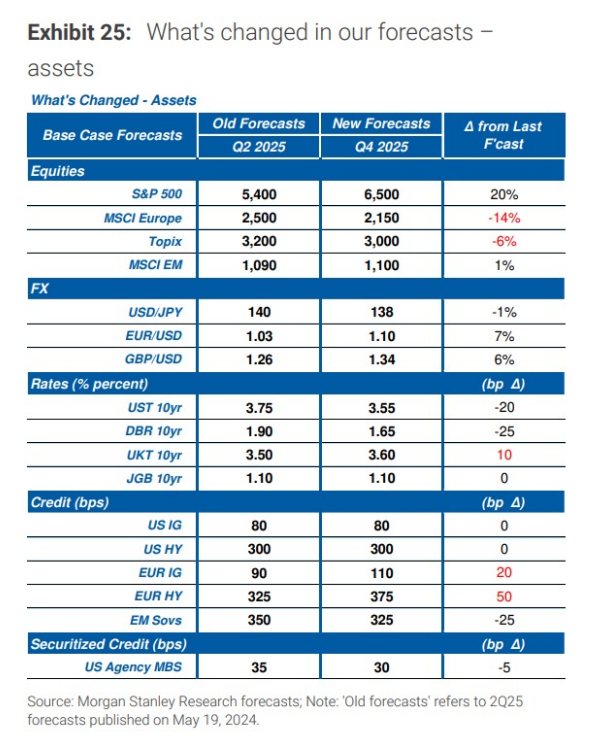 Exhibit 25: What's changed in our forecasts –
assets
What's Changed - Assets
Base Case Forecasts Old Forecasts New Forecasts Δ from Last F'cast
Q2 2025 Q4 2025
Equities
S&P 500 5,400 6,500 20%
MSCI Europe 2,500 2,150 -14%
Topix 3,200 3,000 -6%
MSCI EM 1,090 1,100 1%
FX
USD/JPY 140 138 -1%
EUR/USD 1.03 1.10 7%
GBP/USD 1.26 1.34 6%
Rates (% percent) (bp Δ)
UST 10yr 3.75 3.55 -20
DBR 10yr 1.90 1.65 -25
UKT 10yr 3.50 3.60 10
JGB 10yr 1.10 1.10 0
Credit (bps) (bp Δ)
US IG 80 80 0
US HY 300 300 0
EUR IG 90 110 20
EUR HY 325 375 50
EM Sovs 350 325 -25
Securitized Credit (bps) (bp Δ)
US Agency MBS 35 30 -5
Source: Morgan Stanley Research forecasts; Note: 'Old forecasts' refers to 2Q25
forecasts published on May 19, 2024.